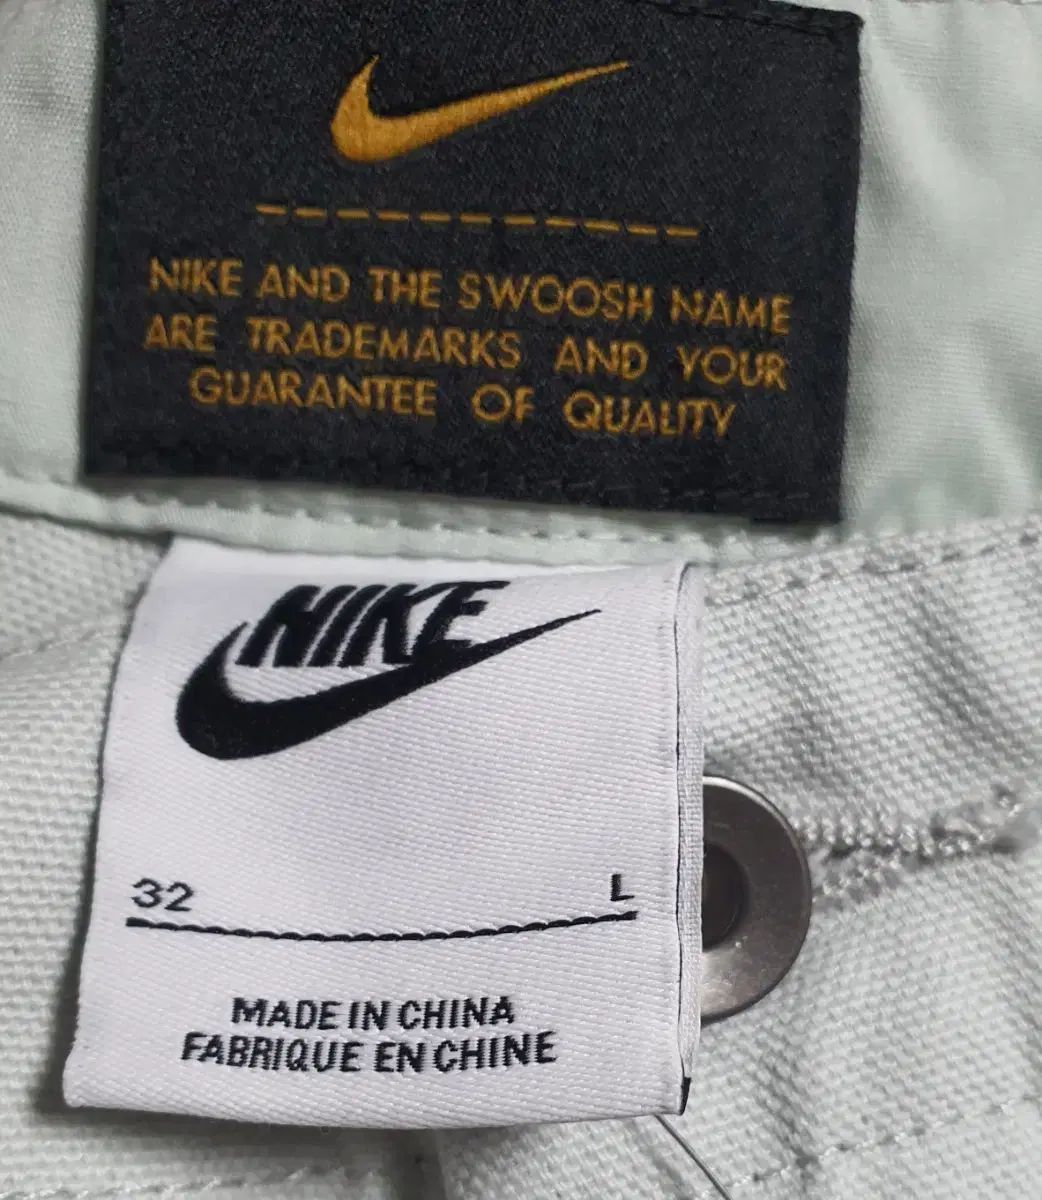 NIKE AND THE SWOOSH NAME
ARE TRADEMARKS AND YOUR
GUARANTEE OF QUALITY
NIKE
32 L
MADE IN CHINA
FABRIQUE EN CHINE